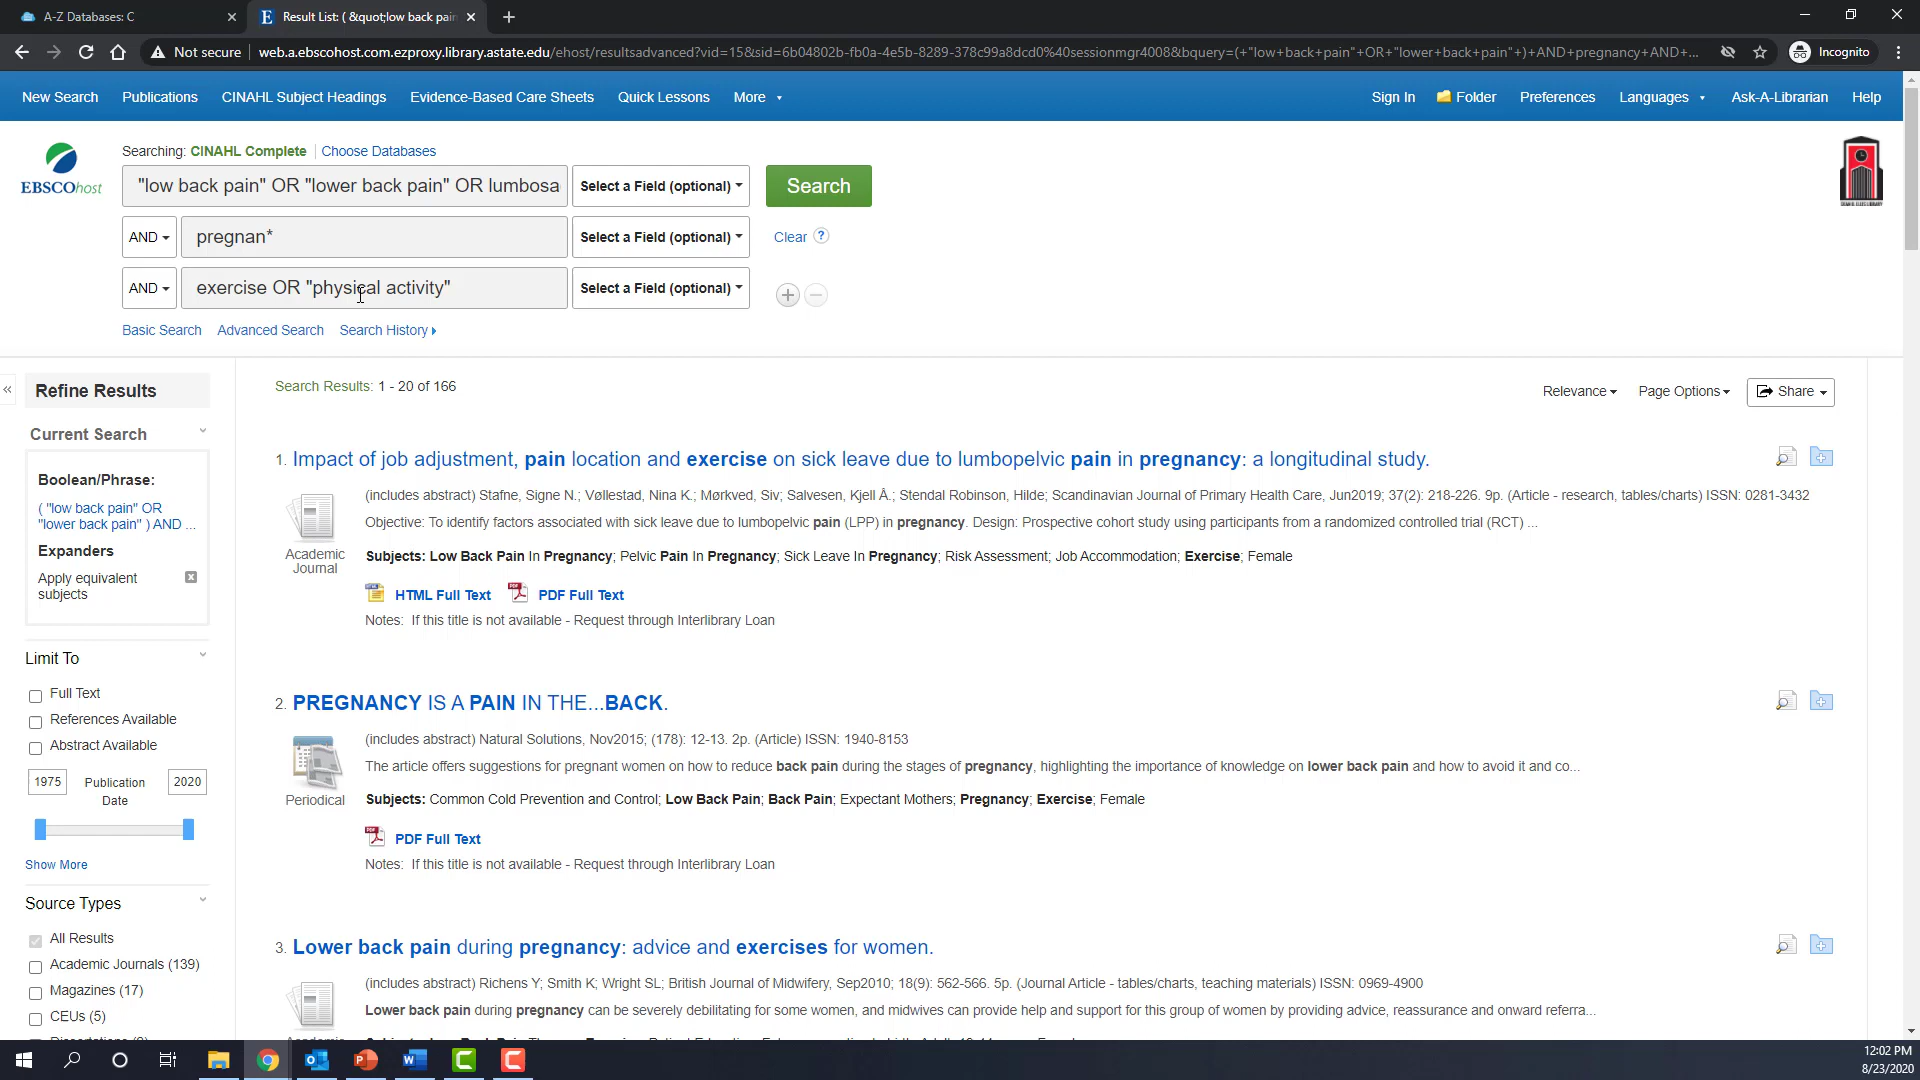 A-Z Databases: C
Result List: ( &quot;low back pain
Not secure
web.a.ebscohost.com.ezproxy.library.astate.edu/ehost/resultsadvanced?vid=15&sid=6b04802b-fb0a-4e5b-8289-378c99a8dcd0%40sessionmgr4008&bquery=(+"low+back+pain"+OR+"lower+back+pain"+)+AND+pregnancy+AND+...
Incognito
New Search Publications CINAHL Subject Headings Evidence-Based Care Sheets Quick Lessons More
Sign In Folder Preferences Languages Ask-A-Librarian Help
EBSCOhost
Searching: CINAHL Complete Choose Databases
"low back pain" OR "lower back pain" OR lumbosa Select a Field (optional) Search
AND pregnan* Select a Field (optional) Clear ?
AND exercise OR "physical activity" Select a Field (optional)
Basic Search Advanced Search Search History
Refine Results
Current Search
Boolean/Phrase:
( "low back pain" OR
"lower back pain" ) AND ...
Expanders
Apply equivalent
subjects
Limit To
Full Text
References Available
Abstract Available
1975 Publication Date 2020
Show More
Source Types
All Results
Academic Journals (139)
Magazines (17)
CEUs (5)
Search Results: 1 - 20 of 166
Relevance Page Options Share
1. Impact of job adjustment, pain location and exercise on sick leave due to lumbopelvic pain in pregnancy: a longitudinal study.
(includes abstract) Stafne, Signe N.; Vøllestad, Nina K.; Mørkved, Siv; Salvesen, Kjell Å.; Stendal Robinson, Hilde; Scandinavian Journal of Primary Health Care, Jun2019; 37(2): 218-226. 9p. (Article - research, tables/charts) ISSN: 0281-3432
Objective: To identify factors associated with sick leave due to lumbopelvic pain (LPP) in pregnancy. Design: Prospective cohort study using participants from a randomized controlled trial (RCT) ...
Academic
Journal
Subjects: Low Back Pain In Pregnancy; Pelvic Pain In Pregnancy; Sick Leave In Pregnancy; Risk Assessment; Job Accommodation; Exercise; Female
HTML Full Text PDF Full Text
Notes: If this title is not available - Request through Interlibrary Loan
2. PREGNANCY IS A PAIN IN THE...BACK.
(includes abstract) Natural Solutions, Nov2015; (178): 12-13. 2p. (Article) ISSN: 1940-8153
The article offers suggestions for pregnant women on how to reduce back pain during the stages of pregnancy, highlighting the importance of knowledge on lower back pain and how to avoid it and co...
Periodical
Subjects: Common Cold Prevention and Control; Low Back Pain; Back Pain; Expectant Mothers; Pregnancy; Exercise; Female
PDF Full Text
Notes: If this title is not available - Request through Interlibrary Loan
3. Lower back pain during pregnancy: advice and exercises for women.
(includes abstract) Richens Y; Smith K; Wright SL; British Journal of Midwifery, Sep2010; 18(9): 562-566. 5p. (Journal Article - tables/charts, teaching materials) ISSN: 0969-4900
Lower back pain during pregnancy can be severely debilitating for some women, and midwives can provide help and support for this group of women by providing advice, reassurance and onward referra...
12:02 PM
8/23/2020